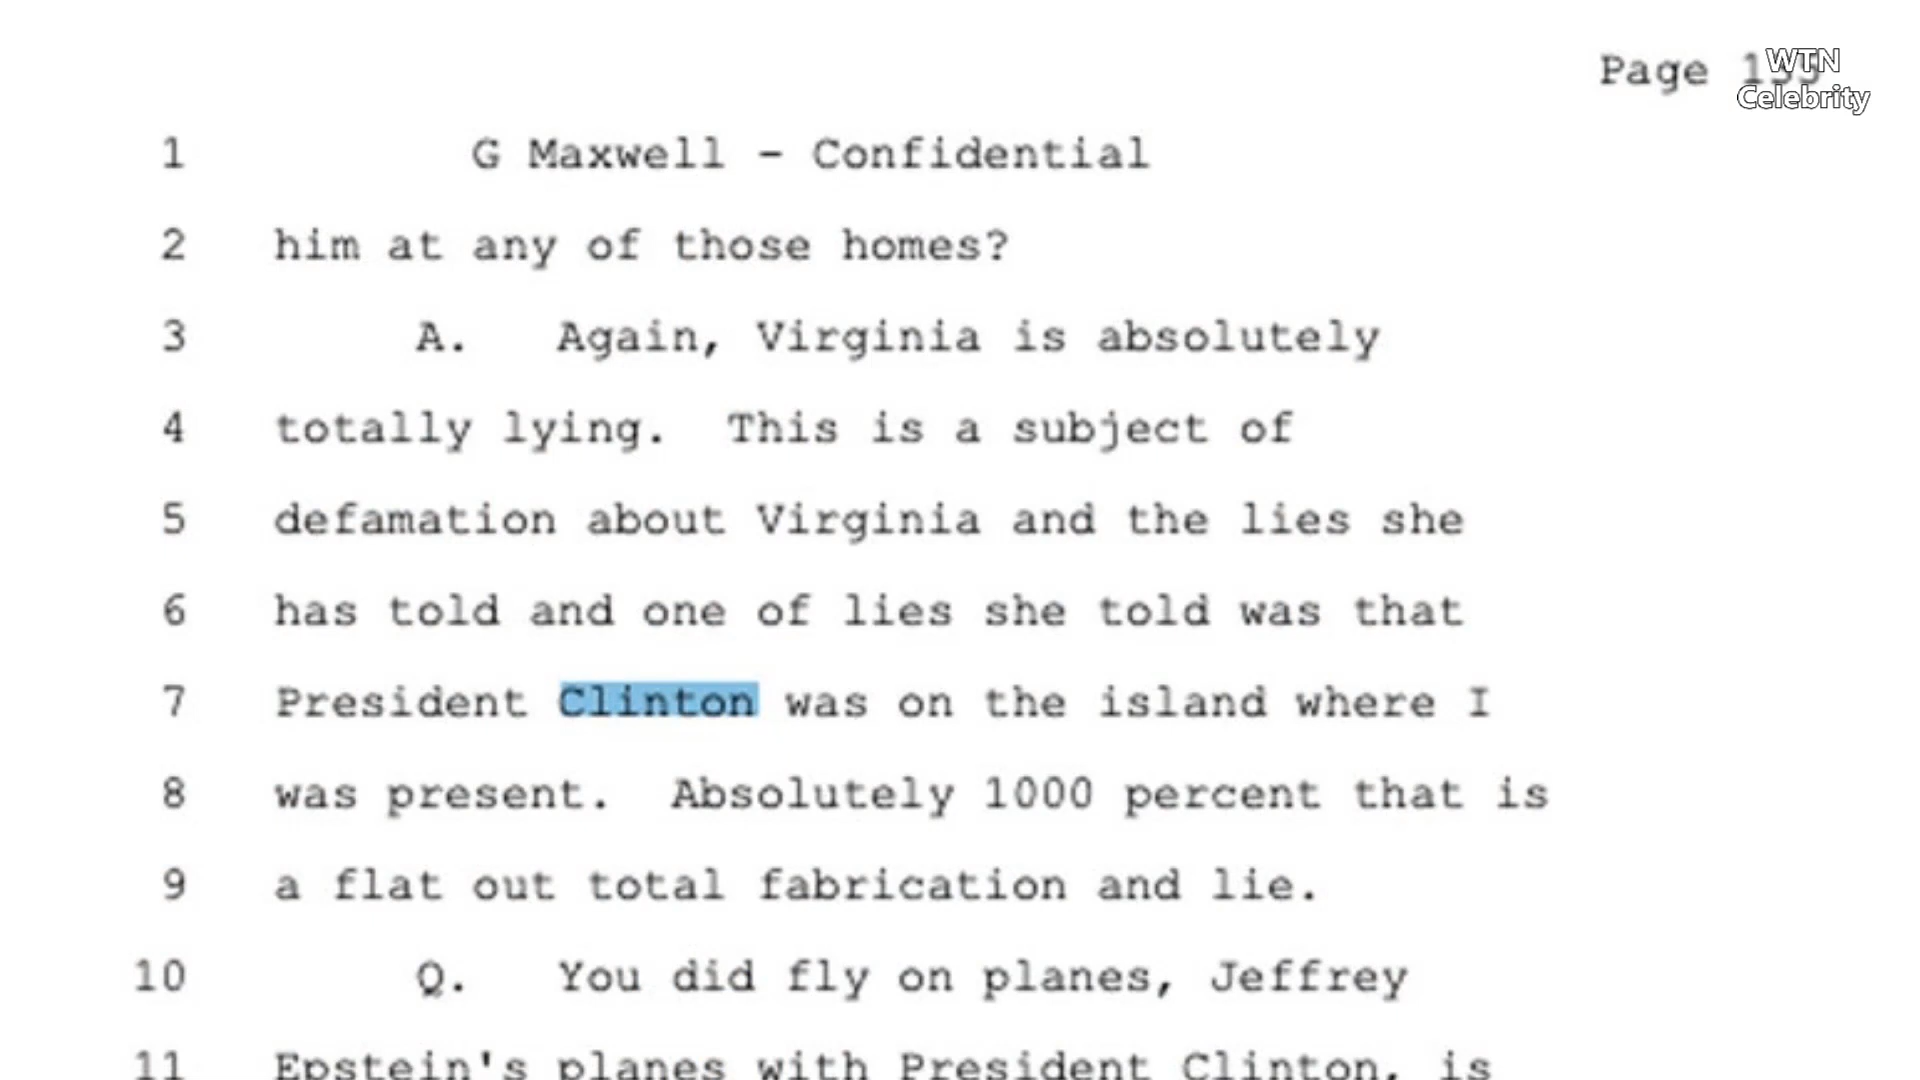 Page
WTN
Celebrity
1 G Maxwell - Confidential
2 him at any of those homes?
3 A. Again, Virginia is absolutely
4 totally lying. This is a subject of
5 defamation about Virginia and the lies she
6 has told and one of lies she told was that
7 President Clinton was on the island where I
8 was present. Absolutely 1000 percent that is
9 a flat out total fabrication and lie.
10 Q. You did fly on planes, Jeffrey
11 Epstein's planes with President Clinton, is